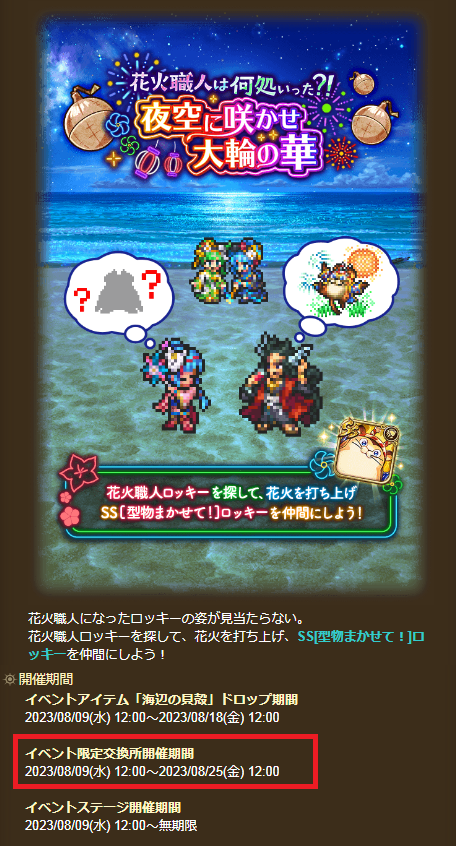 花火職人は何処いった?!
夜空に咲かせ
大輪の華
?
?
花火職人ロッキーを探して、花火を打ち上げ
SS[型物まかせて!]ロッキーを仲間にしよう!
花火職人になったロッキーの姿が見当たらない。
花火職人ロッキーを探して、花火を打ち上げ、SS[型物まかせて！]ロ
ッキーを仲間にしよう！
開催期間
イベントアイテム「海辺の貝殻」ドロップ期間
2023/08/09(水) 12:00～2023/08/18(金) 12:00
イベント限定交換所開催期間
2023/08/09(水) 12:00～2023/08/25(金) 12:00
イベントステージ開催期間
2023/08/09(水) 12:00～無期限